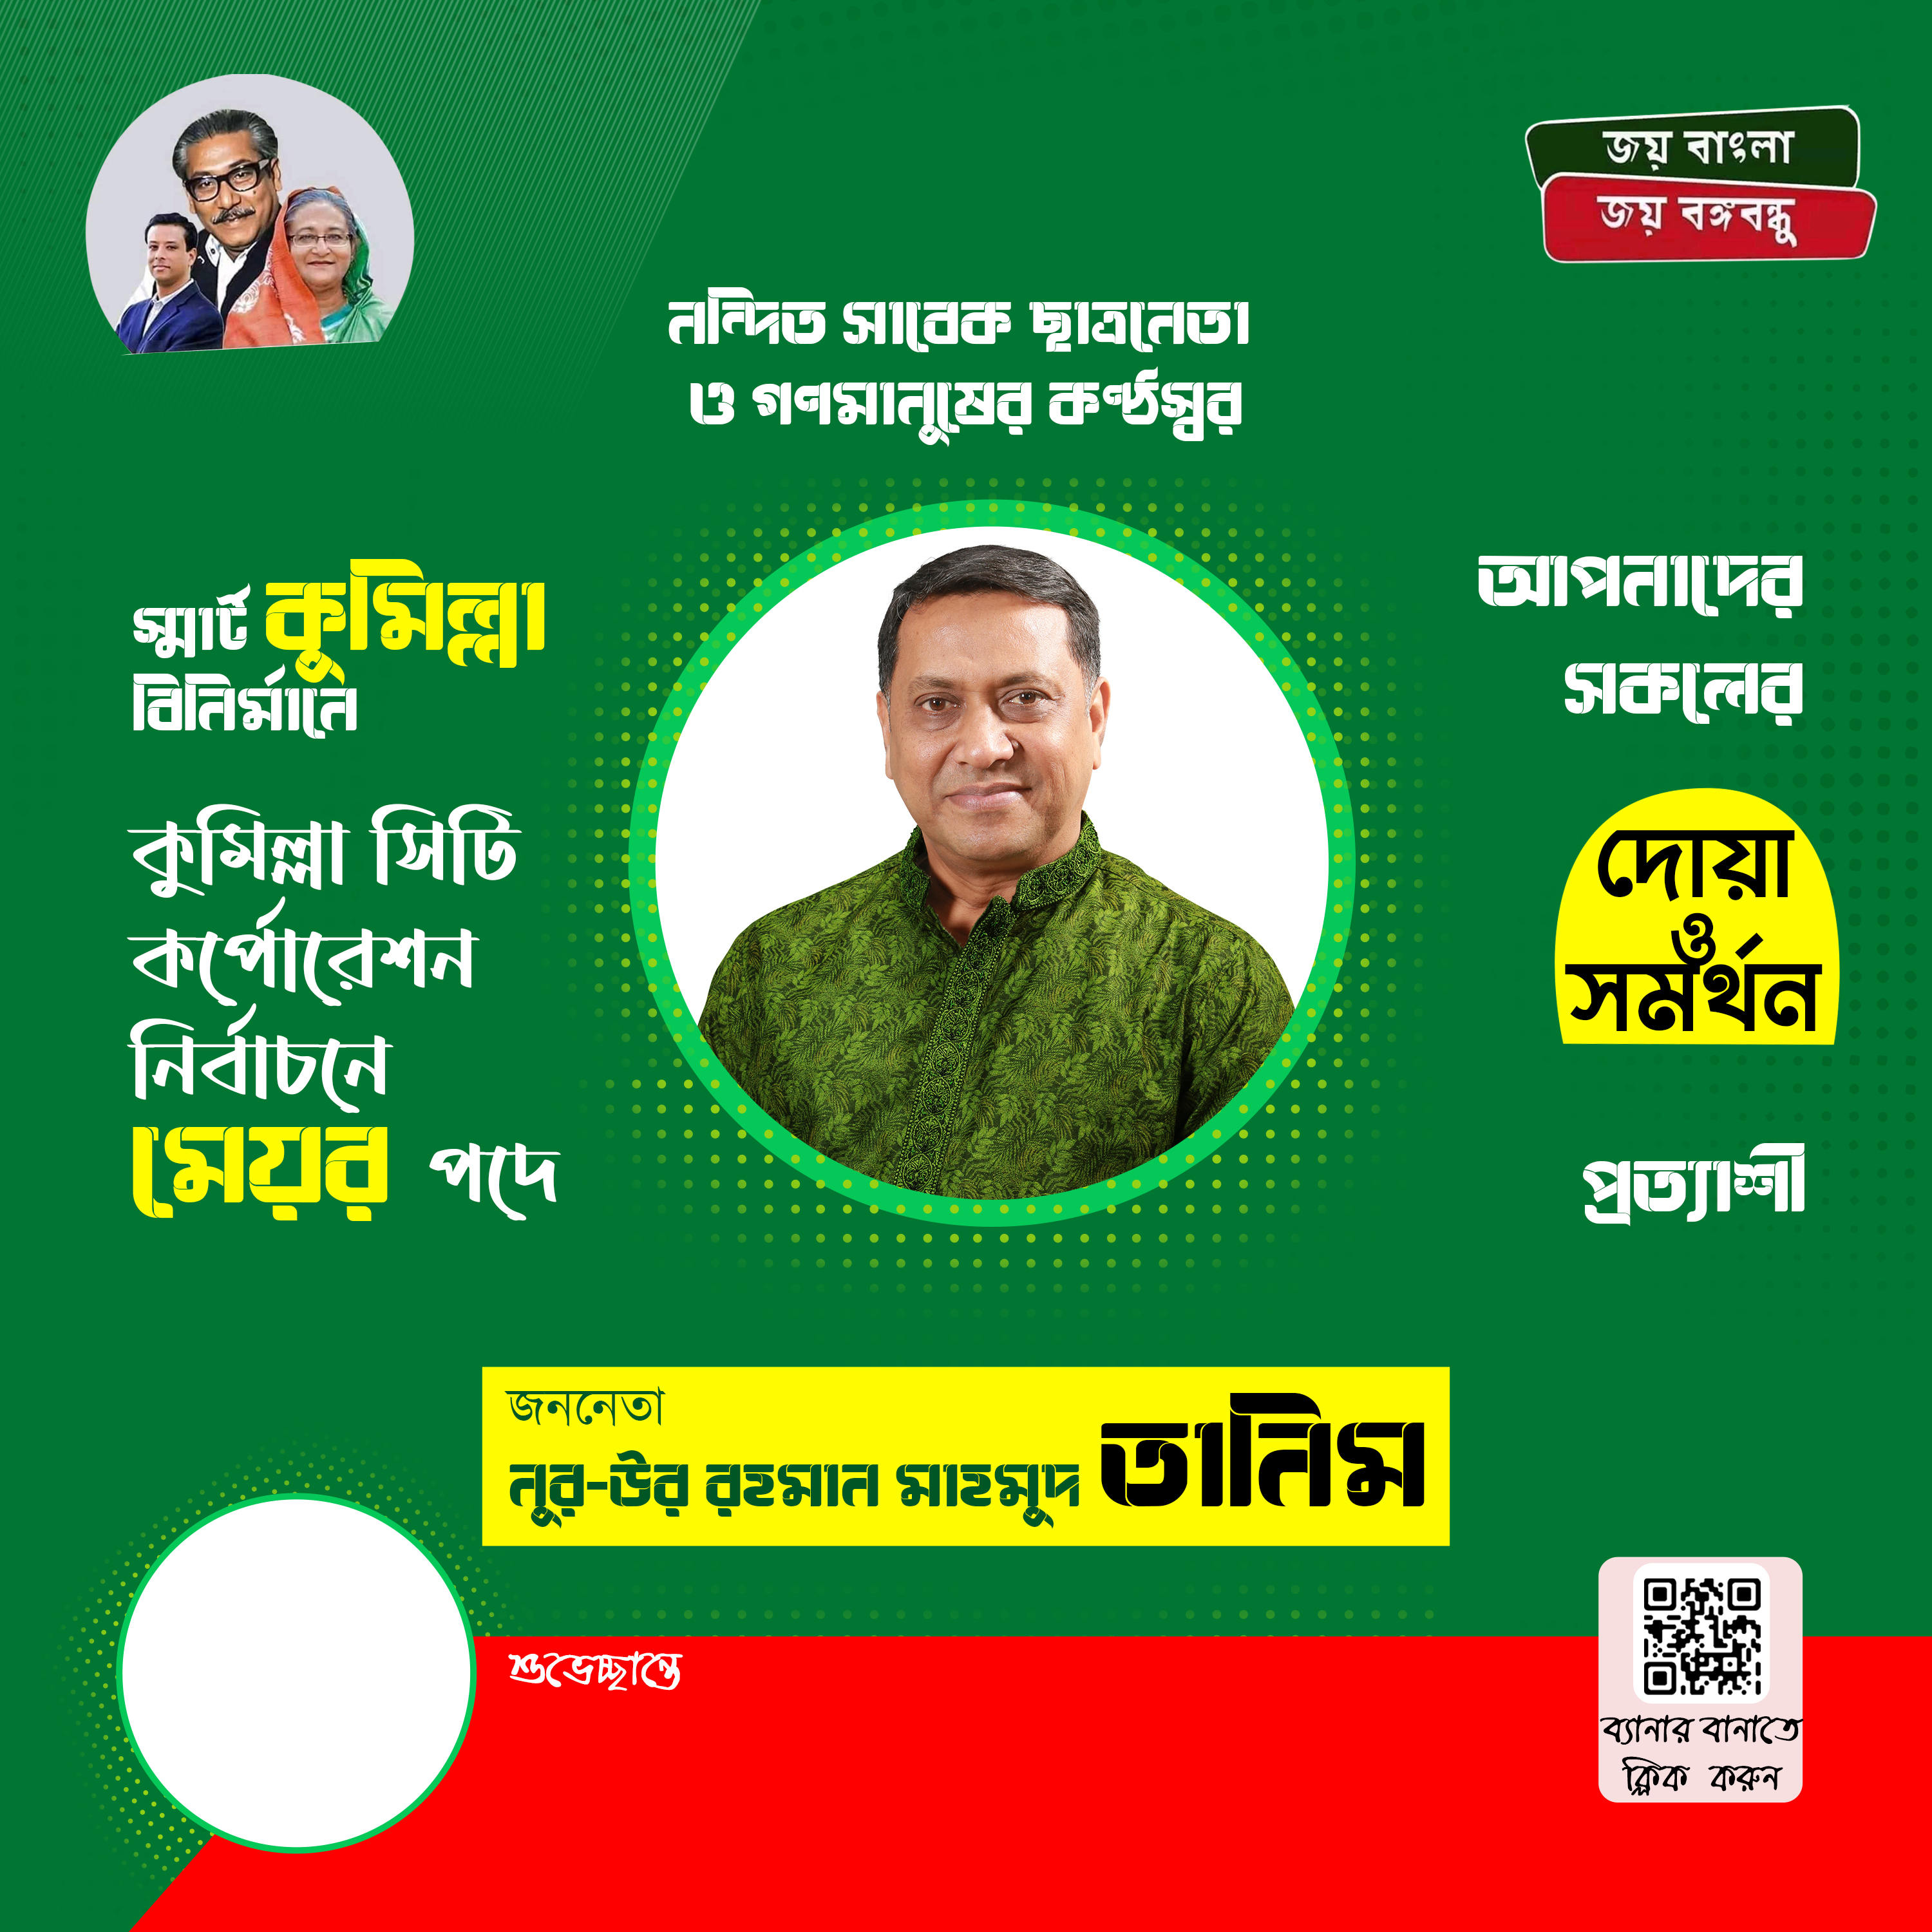 জয় বাংলা
জয় বঙ্গবন্ধু
নন্দিত সাবেক ছাত্রনেতা
ও গণমানুষের কণ্ঠস্বর
স্মার্ট কুমিল্লা
বিনির্মানে
কুমিল্লা সিটি
কর্পোরেশন
নির্বাচনে
মেয়র পদে
আপনাদের
সকলের
দোয়া
ও
সমর্থন
প্রত্যাশী
জননেতা
নুর-উর রহমান মাহমুদ তানিম
শুভেচ্ছান্তে
ব্যানার বানাতে
ক্লিক করুন